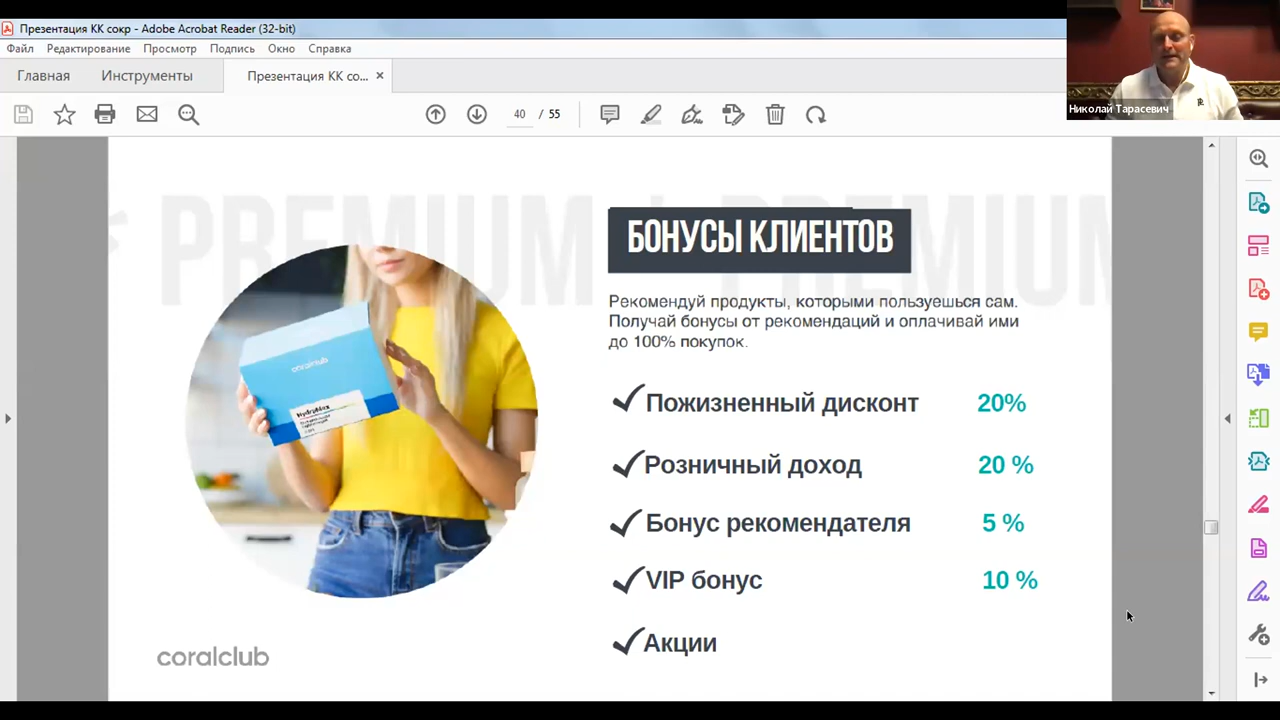 Презентация КК сокр - Adobe Acrobat Reader (32-bit)
Файл Редактирование Просмотр Подпись Окно Справка
Главная Инструменты Презентация КК со... ×
40 / 55
Николай Тарасевич
PREMIUM PREMIUM
БОНУСЫ КЛИЕНТОВ
Рекомендуй продукты, которыми пользуешься сам.
Получай бонусы от рекомендаций и оплачивай ими
до 100% покупок.
coralclub
Hydramax
Пожизненный дисконт 20%
Розничный доход 20 %
Бонус рекомендателя 5 %
VIP бонус 10 %
Акции
coralclub